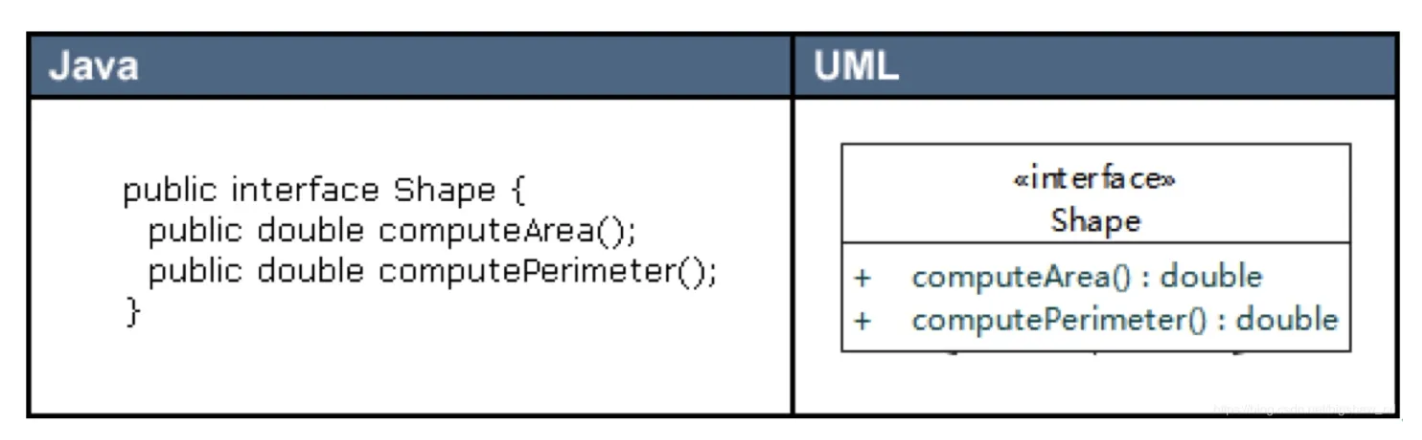 Java
UML
public interface Shape {
public double computeArea();
public double computePerimeter();
}
«interface»
Shape
+ computeArea() : double
+ computePerimeter() : double